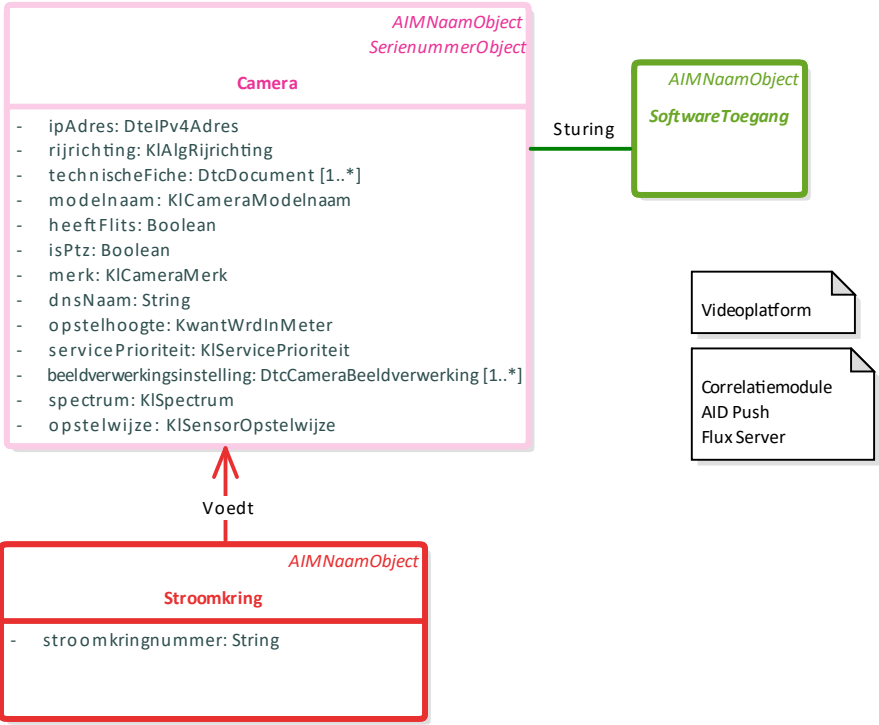 AIMNaamObject
SerienummerObject
Camera
- ipAdres: DteIPv4Adres
- rijrichting: KlAlgRijrichting
- technischeFiche: DtcDocument [1..*]
- modelnaam: KlCameraModelnaam
- heeftFlits: Boolean
- isPtz: Boolean
- merk: KlCameraMerk
- dnsNaam: String
- opstelhoogte: KwantWrdInMeter
- servicePrioriteit: KlServicePrioriteit
- beeldverwerkingsinstelling: DtcCameraBeeldverwerking [1..*]
- spectrum: KlSpectrum
- opstelwijze: KlSensorOpstelwijze
Sturing
AIMNaamObject
SoftwareToegang
Videoplatform
Correlatiemodule
AID Push
Flux Server
Voedt
AIMNaamObject
Stroomkring
- stroomkringnummer: String